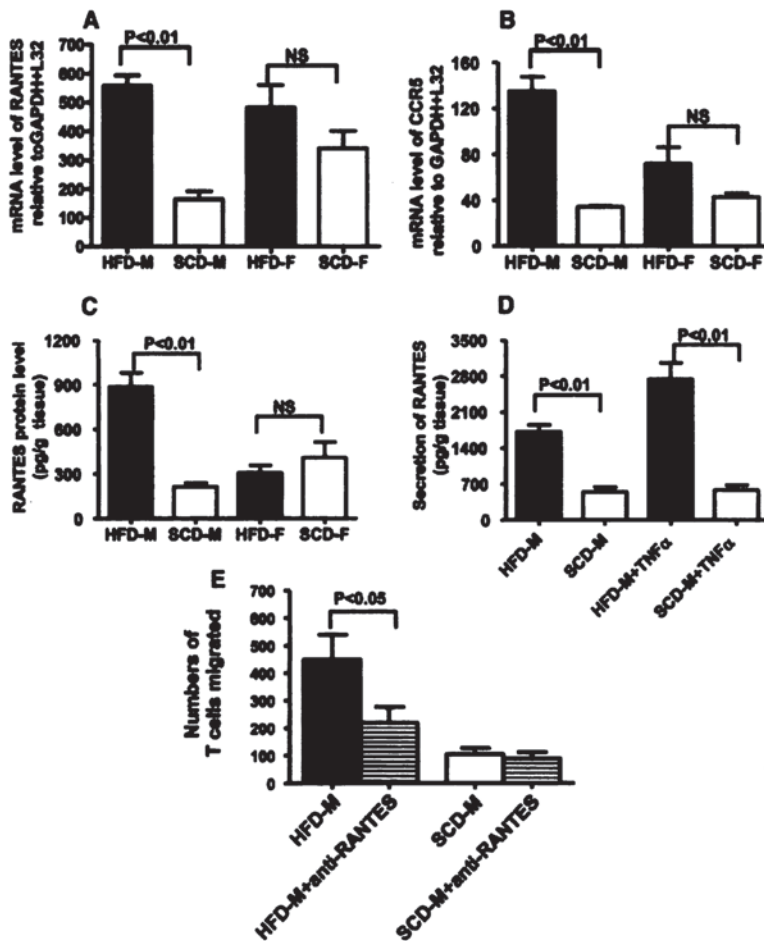 A
mRNA level of RANTES
relative toGAPDH+L32
700
600
500
400
300
200
100
0
P<0.01
NS
HFD-M SCD-M HFD-F SCD-F
B
mRNA level of CCR5
relative to GAPDH+L32
160
120
80
40
0
P<0.01
NS
HFD-M SCD-M HFD-F SCD-F
C
RANTES protein level
(pg/g tissue)
1200
900
600
300
0
P<0.01
NS
HFD-M SCD-M HFD-F SCD-F
D
Secretion of RANTES
(pg/g tissue)
3500
2800
2100
1400
700
0
P<0.01
P<0.01
HFD-M
SCD-M
HFD-M+TNFα
SCD-M+TNFα
E
Numbers of
T cells migrated
700
600
500
400
300
200
100
0
P<0.05
HFD-M
HFD-M+anti-RANTES
SCD-M
SCD-M+anti-RANTES